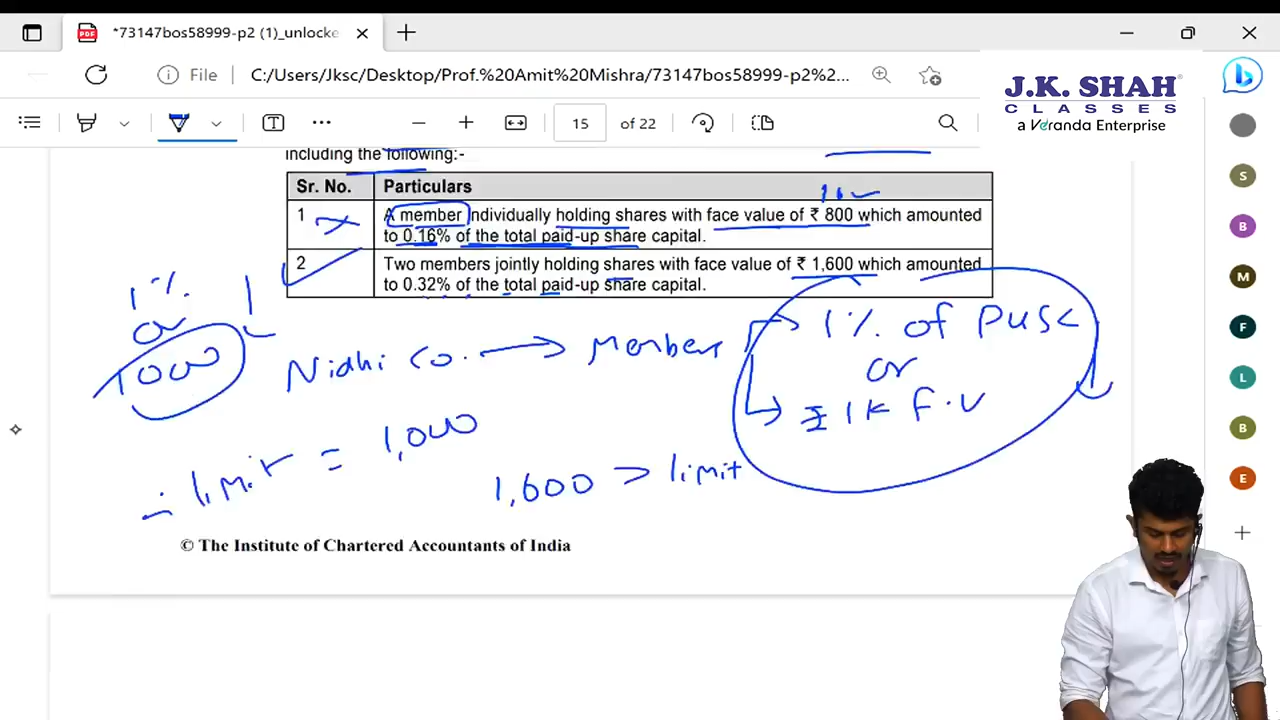 *73147bos58999-p2 (1)_unlocke
File
C:/Users/Jksc/Desktop/Prof.%20Amit%20Mishra/73147bos58999-p2%2...
J.K. SHAH
CLASSES
a Veranda Enterprise
15 of 22
including the following:-
Sr. No. Particulars
1 A member individually holding shares with face value of ₹ 800 which amounted
to 0.16% of the total paid-up share capital.
2 Two members jointly holding shares with face value of ₹ 1,600 which amounted
to 0.32% of the total paid-up share capital.
1%
or
1000
Nidhi Co. → Members
1% of PUSC
or
₹ 1K F.V
∴ limit = 1,000
1,600 > limit
© The Institute of Chartered Accountants of India
S
B
M
F
L
B
E